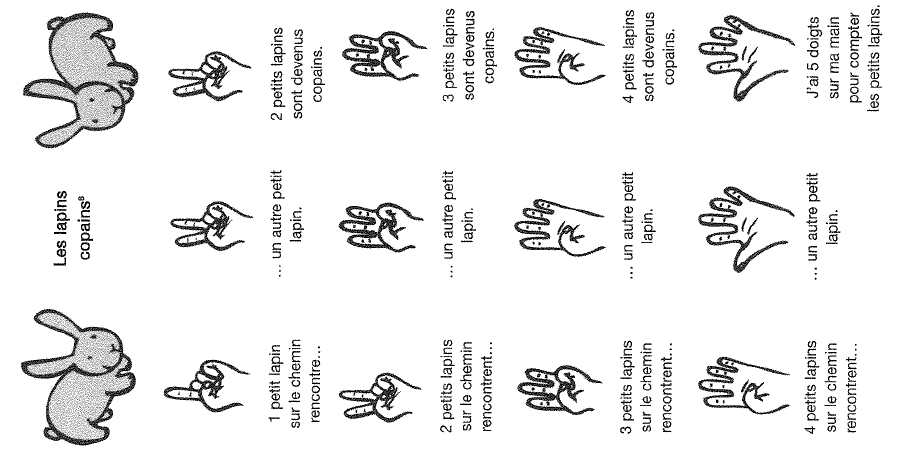 Les lapins
copains⁸
1 petit lapin
sur le chemin
rencontre...
... un autre petit
lapin.
2 petits lapins
sont devenus
copains.
2 petits lapins
sur le chemin
rencontrent...
... un autre petit
lapin.
3 petits lapins
sont devenus
copains.
3 petits lapins
sur le chemin
rencontrent...
... un autre petit
lapin.
4 petits lapins
sont devenus
copains.
4 petits lapins
sur le chemin
rencontrent...
... un autre petit
lapin.
J'ai 5 doigts
sur ma main
pour compter
les petits lapins.